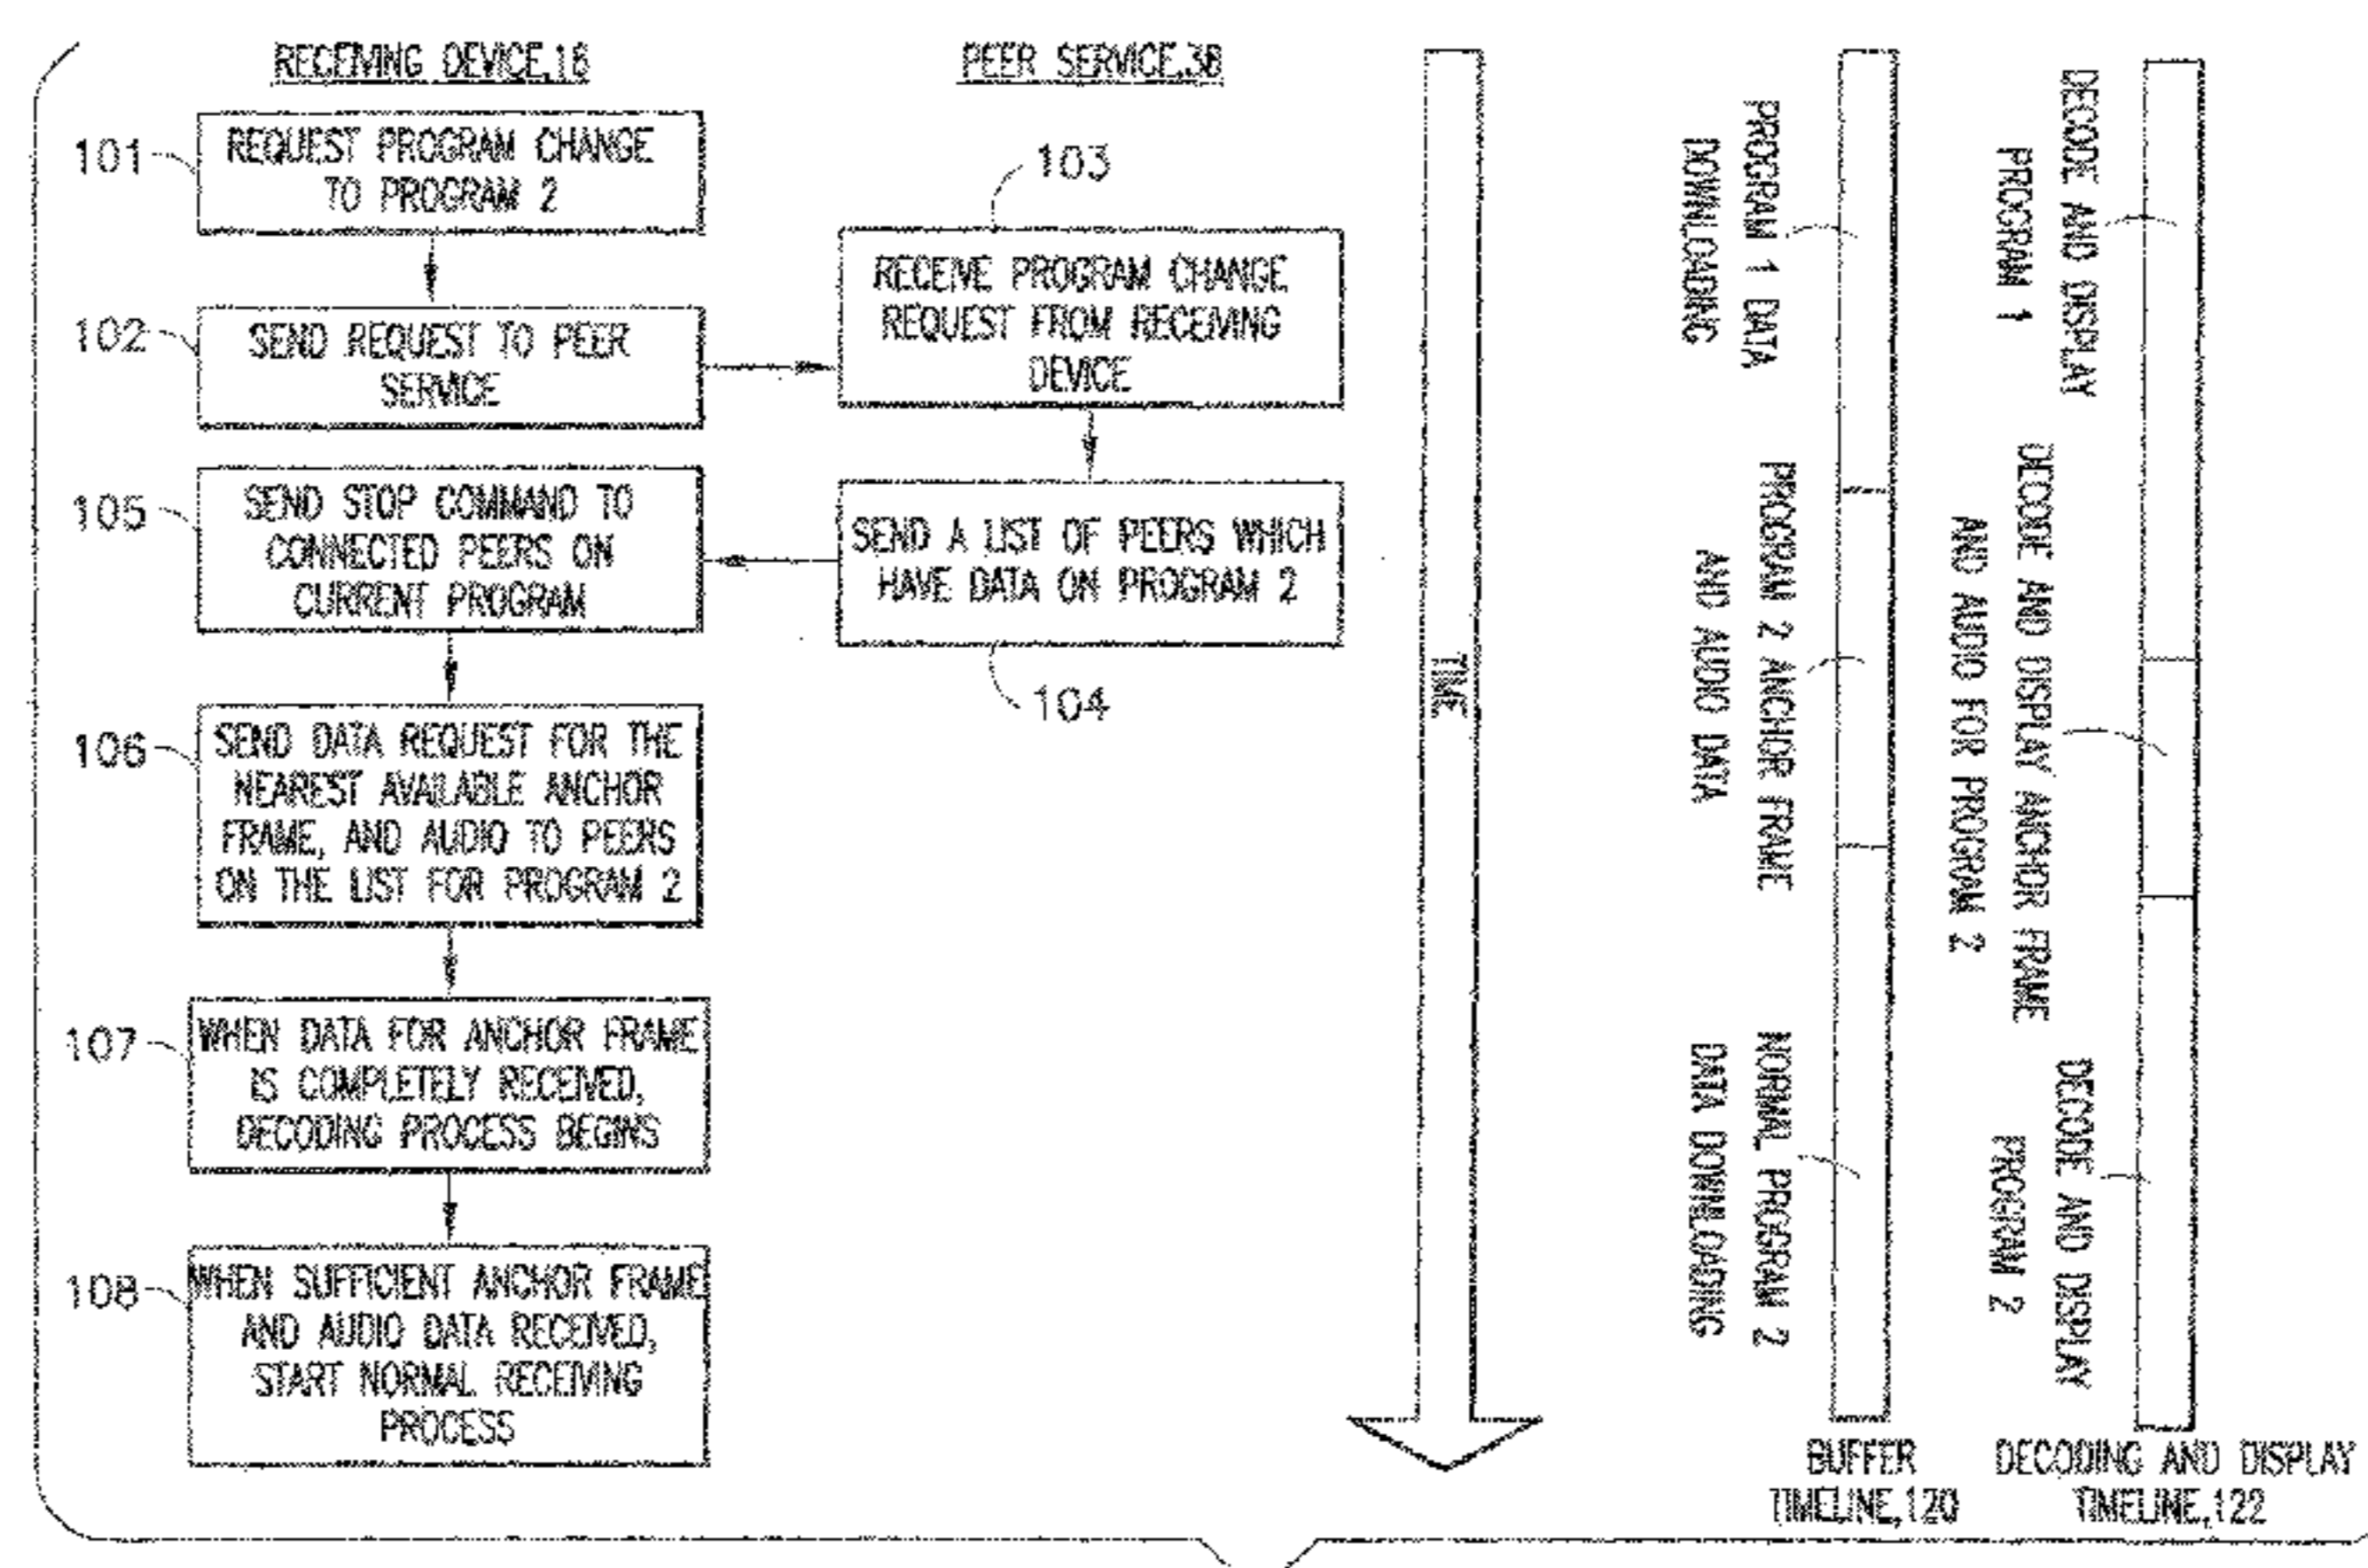 RECEIVING DEVICE,16
101
REQUEST PROGRAM CHANGE
TO PROGRAM 2
102
SEND REQUEST TO PEER
SERVICE
105
SEND STOP COMMAND TO
CONNECTED PEERS ON
CURRENT PROGRAM
106
SEND DATA REQUEST FOR THE
NEAREST AVAILABLE ANCHOR
FRAME, AND AUDIO TO PEERS
ON THE LIST FOR PROGRAM 2
107
WHEN DATA FOR ANCHOR FRAME
IS COMPLETELY RECEIVED,
DECODING PROCESS BEGINS
108
WHEN SUFFICIENT ANCHOR FRAME
AND AUDIO DATA RECEIVED,
START NORMAL RECEIVING
PROCESS
PEER SERVICE,38
103
RECEIVE PROGRAM CHANGE
REQUEST FROM RECEIVING
DEVICE
SEND A LIST OF PEERS WHICH
HAVE DATA ON PROGRAM 2
104
TIME
PROGRAM 1 DATA
DOWNLOADING
PROGRAM 2 ANCHOR FRAME
AND AUDIO DATA
NORMAL PROGRAM 2
DATA DOWNLOADING
BUFFER
TIMELINE,120
DECODE AND DISPLAY
PROGRAM 1
DECODE AND DISPLAY ANCHOR FRAME
AND AUDIO FOR PROGRAM 2
DECODE AND DISPLAY
PROGRAM 2
DECODING AND DISPLAY
TIMELINE,122